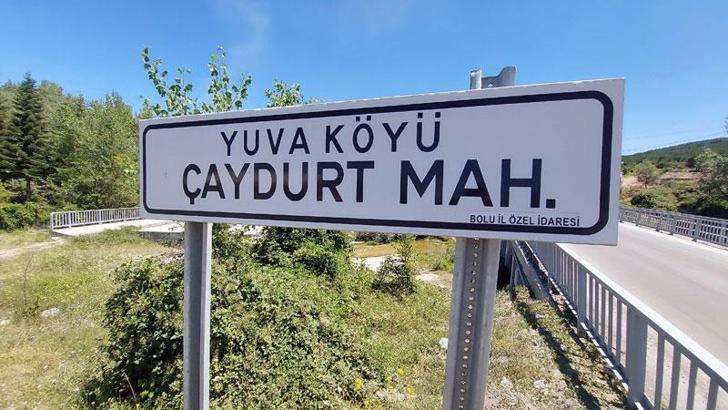 YUVA KÖYÜ
ÇAYDURT MAH.
BOLU İL ÖZEL İDARESİ